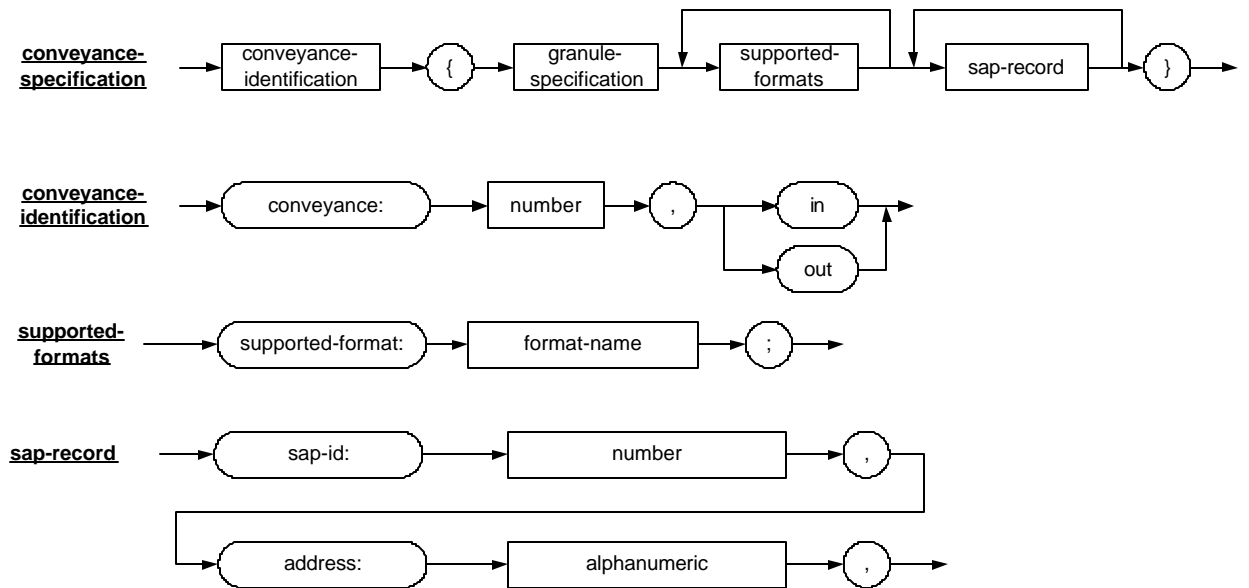 conveyance-
specification
conveyance-
identification
{
granule-
specification
supported-
formats
sap-record
}
conveyance-
identification
conveyance:
number
,
in
out
supported-
formats
supported-format:
format-name
;
sap-record
sap-id:
number
,
address:
alphanumeric
,